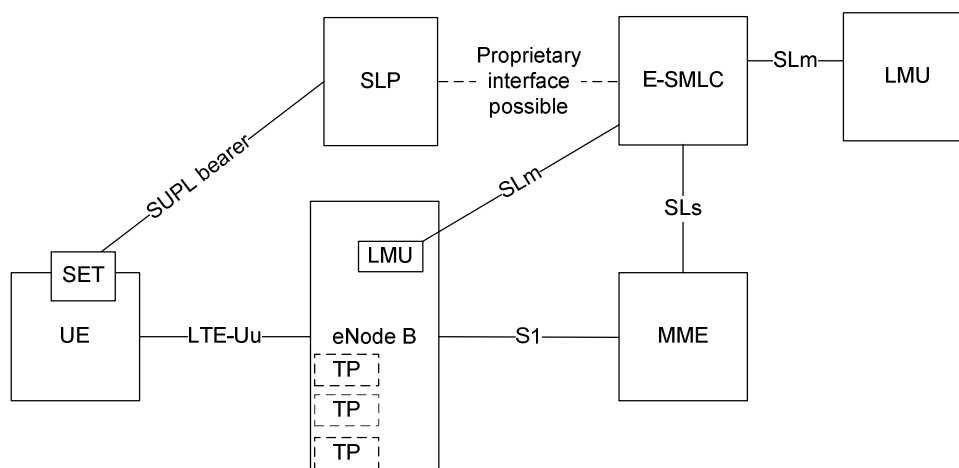 SLP
Proprietary
interface
possible
E-SMLC
SLm
LMU
SUPL bearer
SLm
SLs
LMU
SET
UE
LTE-Uu
eNode B
S1
MME
TP
TP
TP